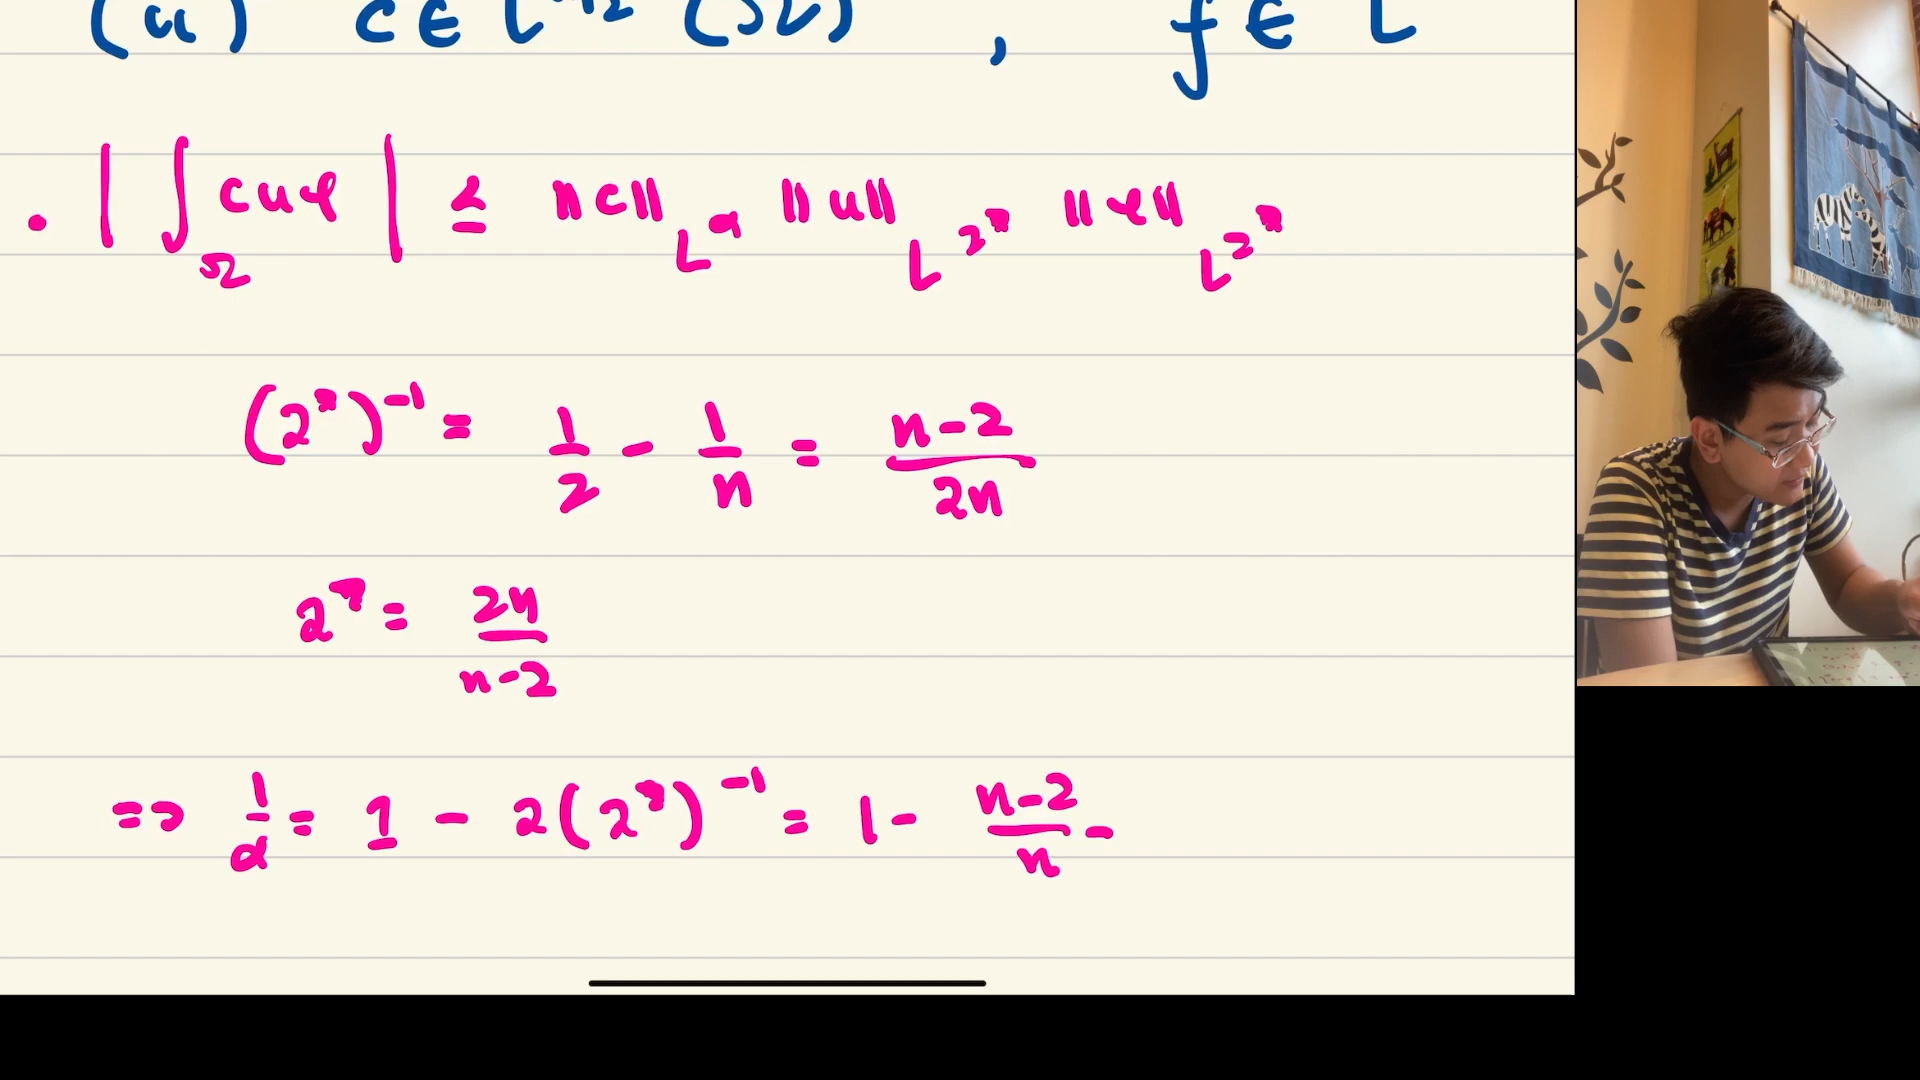 (a) c ∈ L^{n/2} (Ω) , f ∈ L
• | ∫_Ω c u φ | ≤ ||c||_{L^α} ||u||_{L^{2*}} ||φ||_{L^{2*}}
(2*)^{-1} = 1/2 - 1/n = (n-2)/(2n)
2* = 2n/(n-2)
=> 1/α = 1 - 2(2*)^{-1} = 1 - (n-2)/n -